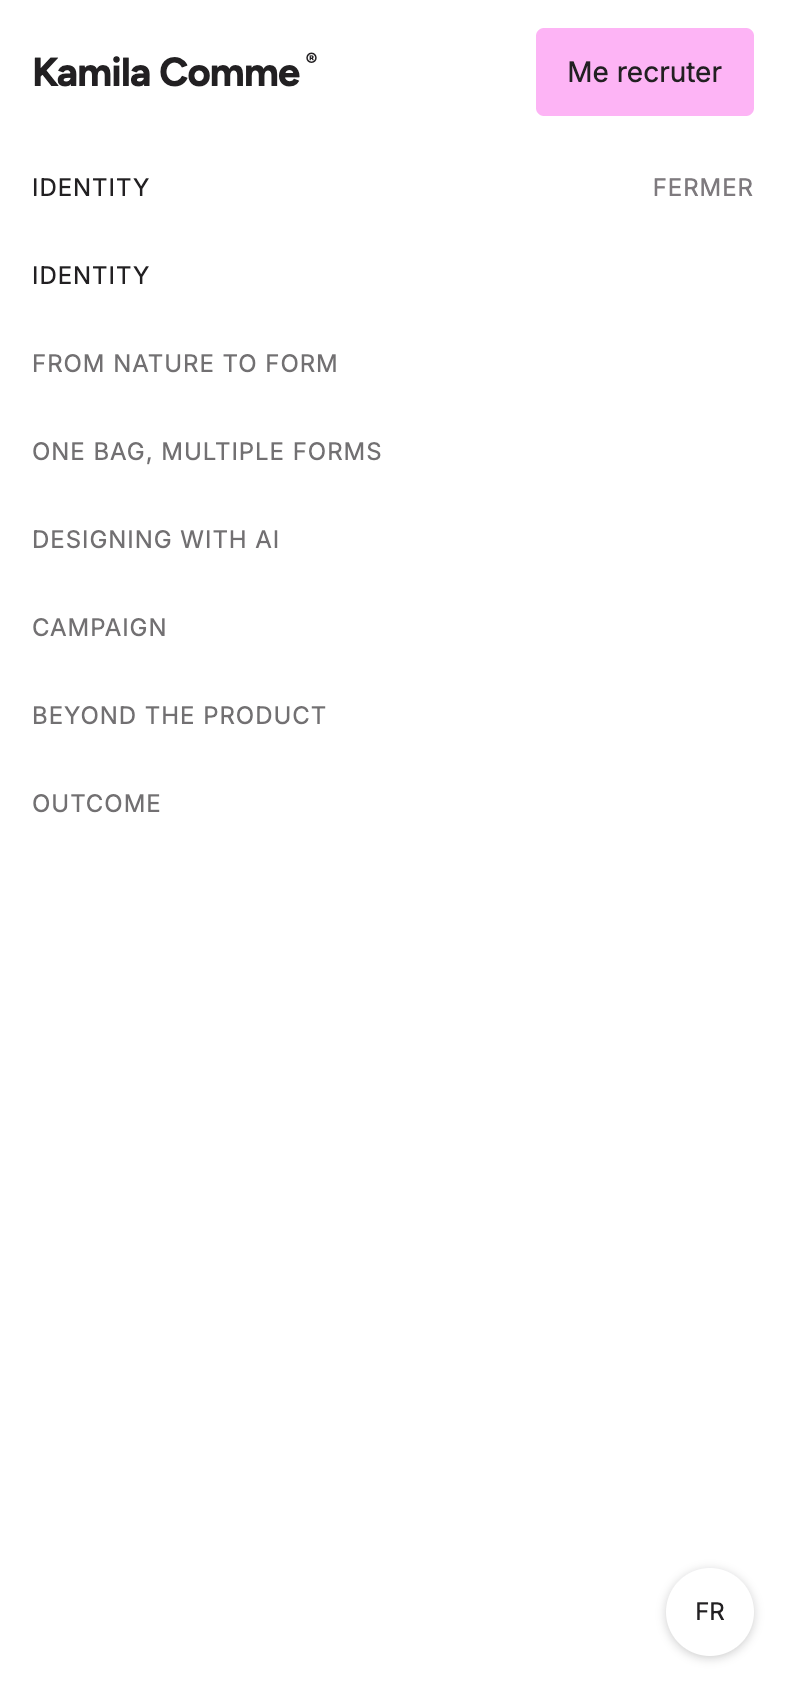 Kamila Comme ®
Me recruter
IDENTITY
FERMER
IDENTITY
FROM NATURE TO FORM
ONE BAG, MULTIPLE FORMS
DESIGNING WITH AI
CAMPAIGN
BEYOND THE PRODUCT
OUTCOME
FR